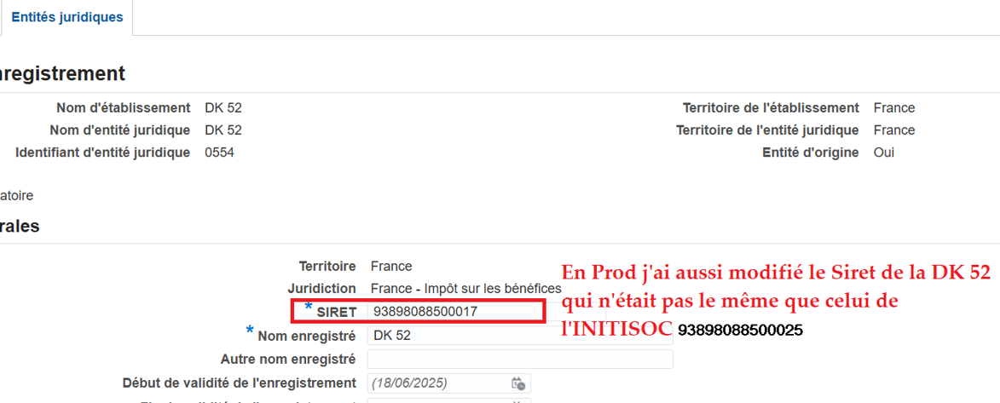 Entités juridiques
nregistrement
Nom d'établissement DK 52 Territoire de l'établissement France
Nom d'entité juridique DK 52 Territoire de l'entité juridique France
Identifiant d'entité juridique 0554 Entité d'origine Oui
atoire
rales
Territoire France
Juridiction France - Impôt sur les bénéfices
* SIRET 93898088500017
* Nom enregistré DK 52
Autre nom enregistré
Début de validité de l'enregistrement (18/06/2025)
En Prod j'ai aussi modifié le Siret de la DK 52
qui n'était pas le même que celui de
l'INITISOC 93898088500025